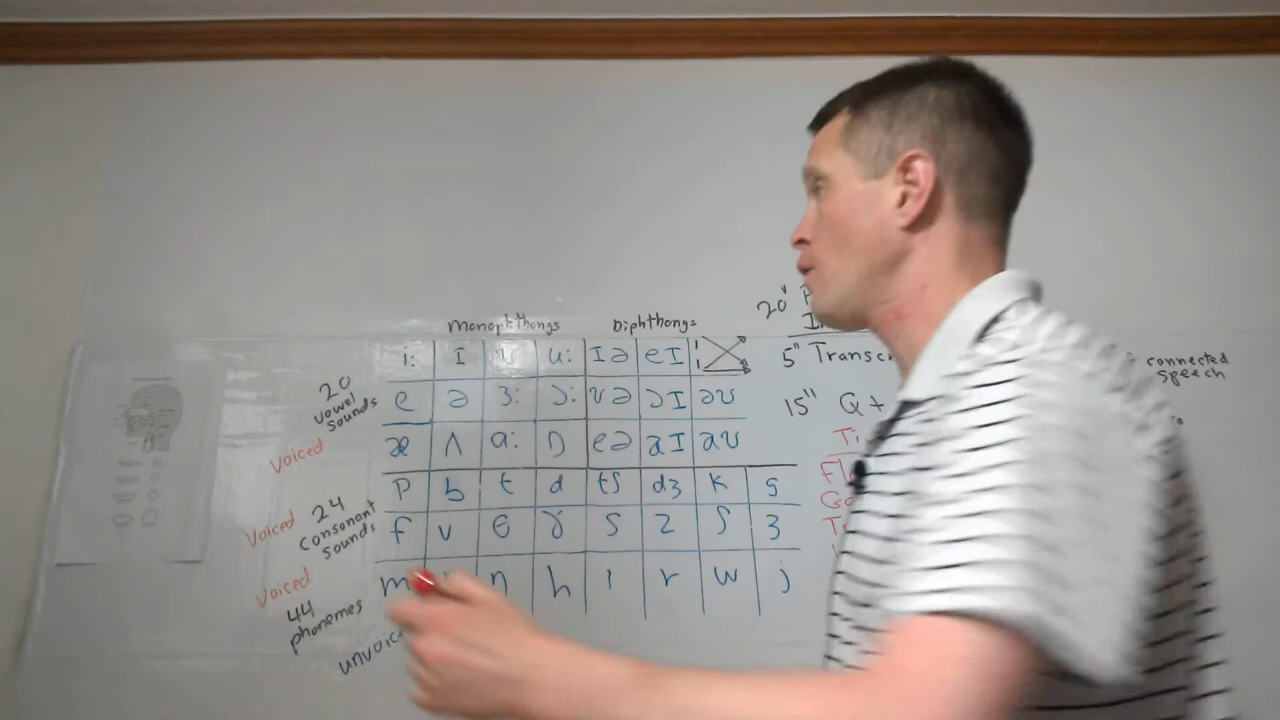 Monophthongs Diphthongs
i: I ʊ u: Iə eI
e ə ɜ: ɔ: ʊə ɔI əʊ
æ ʌ ɑ: ɒ eə aI aʊ
p b t d tʃ dʒ k g
f v θ ð s z ʃ ʒ
m ŋ h l r w j
20
vowel
sounds
Voiced
24
consonant
sounds
Voiced
Voiced
44
phonemes
20"
5" Transc
15" Q +
Ti
connected
speech